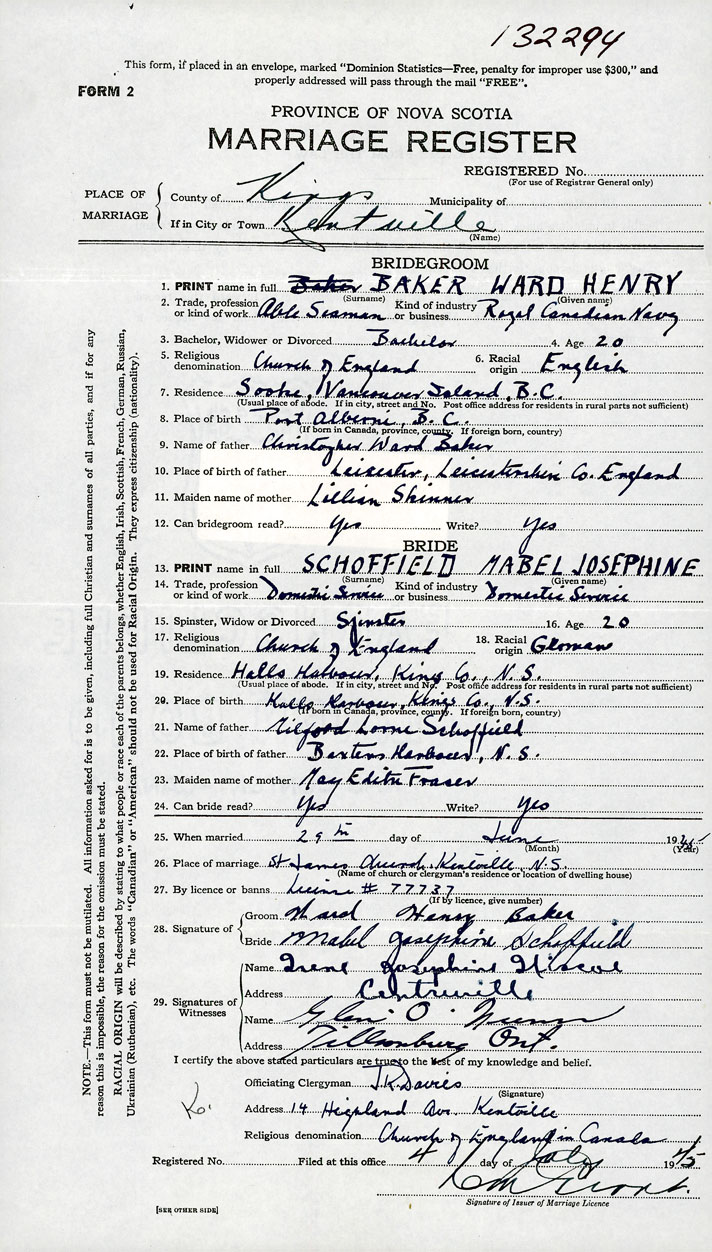 132294
This form, if placed in an envelope, marked "Dominion Statistics—Free, penalty for improper use $300," and
properly addressed will pass through the mail "FREE".
FORM 2
PROVINCE OF NOVA SCOTIA
MARRIAGE REGISTER
REGISTERED No.
(For use of Registrar General only)
PLACE OF MARRIAGE
County of Kings Municipality of
If in City or Town Kentville
(Name)
BRIDEGROOM
1. PRINT name in full Baker BAKER WARD HENRY
(Surname) (Given name)
2. Trade, profession or kind of work Able Seaman Kind of industry or business Royal Canadian Navy
3. Bachelor, Widower or Divorced Bachelor 4. Age 20
5. Religious denomination Church of England 6. Racial origin English
7. Residence Sooke, Vancouver Island, B.C.
(Usual place of abode. If in city, street and No. Post office address for residents in rural parts not sufficient)
8. Place of birth Port Alberni, B.C.
(If born in Canada, province, county. If foreign born, country)
9. Name of father Christopher Ward Baker
10. Place of birth of father Leicester, Leicestershire Co. England
11. Maiden name of mother Lillian Skinner
12. Can bridegroom read? Yes Write? Yes
BRIDE
13. PRINT name in full SCHOFFIELD MABEL JOSEPHINE
(Surname) (Given name)
14. Trade, profession or kind of work Domestic Service Kind of industry or business Domestic Service
15. Spinster, Widow or Divorced Spinster 16. Age 20
17. Religious denomination Church of England 18. Racial origin German
19. Residence Halls Harbour, Kings Co., N.S.
(Usual place of abode. If in city, street and No. Post office address for residents in rural parts not sufficient)
20. Place of birth Halls Harbour, Kings Co., N.S.
(If born in Canada, province, county. If foreign born, country)
21. Name of father Lorne Schoffield
22. Place of birth of father Baxters Harbour, N.S.
23. Maiden name of mother May Edith Fraser
24. Can bride read? Yes Write? Yes
25. When married 29th day of June 1945
(Month) (Year)
26. Place of marriage St James Church, Kentville, N.S.
(Name of church or clergyman's residence or location of dwelling house)
27. By licence or banns Licence # 77737
(If by licence, give number)
28. Signature of
Groom Ward Henry Baker
Bride Mabel Josephine Schoffield
29. Signatures of Witnesses
Name Irene Josephine Hiscoe
Address Centreville
Name O.
Address Tillsonburg Ont.
I certify the above stated particulars are true to the best of my knowledge and belief.
Officiating Clergyman J.K. Davies
(Signature)
Address 14 Highland Ave. Kentville
Religious denomination Church of England in Canada
Registered No. Filed at this office 4 day of July 1945
Signature of Issuer of Marriage Licence
[SEE OTHER SIDE]
NOTE.—This form must not be mutilated. All information asked for is to be given, including full Christian and surnames of all parties, and if for any
reason this is impossible, the reason for the omission must be stated.
RACIAL ORIGIN will be described by stating to what people or race each of the parents belongs, whether English, Irish, Scottish, French, German, Russian,
Ukrainian (Ruthenian), etc. The words "Canadian" or "American" should not be used for Racial Origin. They express citizenship (nationality).